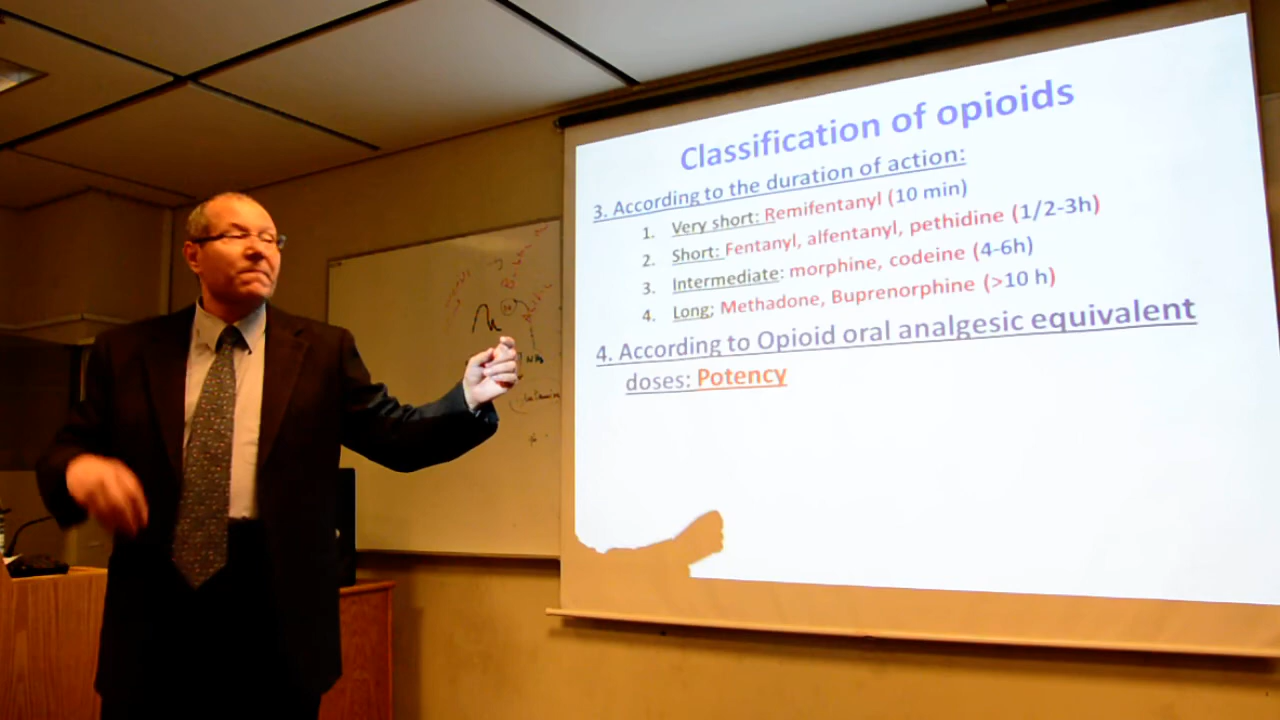 Classification of opioids
3. According to the duration of action:
1. Very short: Remifentanyl (10 min)
2. Short: Fentanyl, alfentanyl, pethidine (1/2-3h)
3. Intermediate: morphine, codeine (4-6h)
4. Long; Methadone, Buprenorphine (>10 h)
4. According to Opioid oral analgesic equivalent
doses: Potency